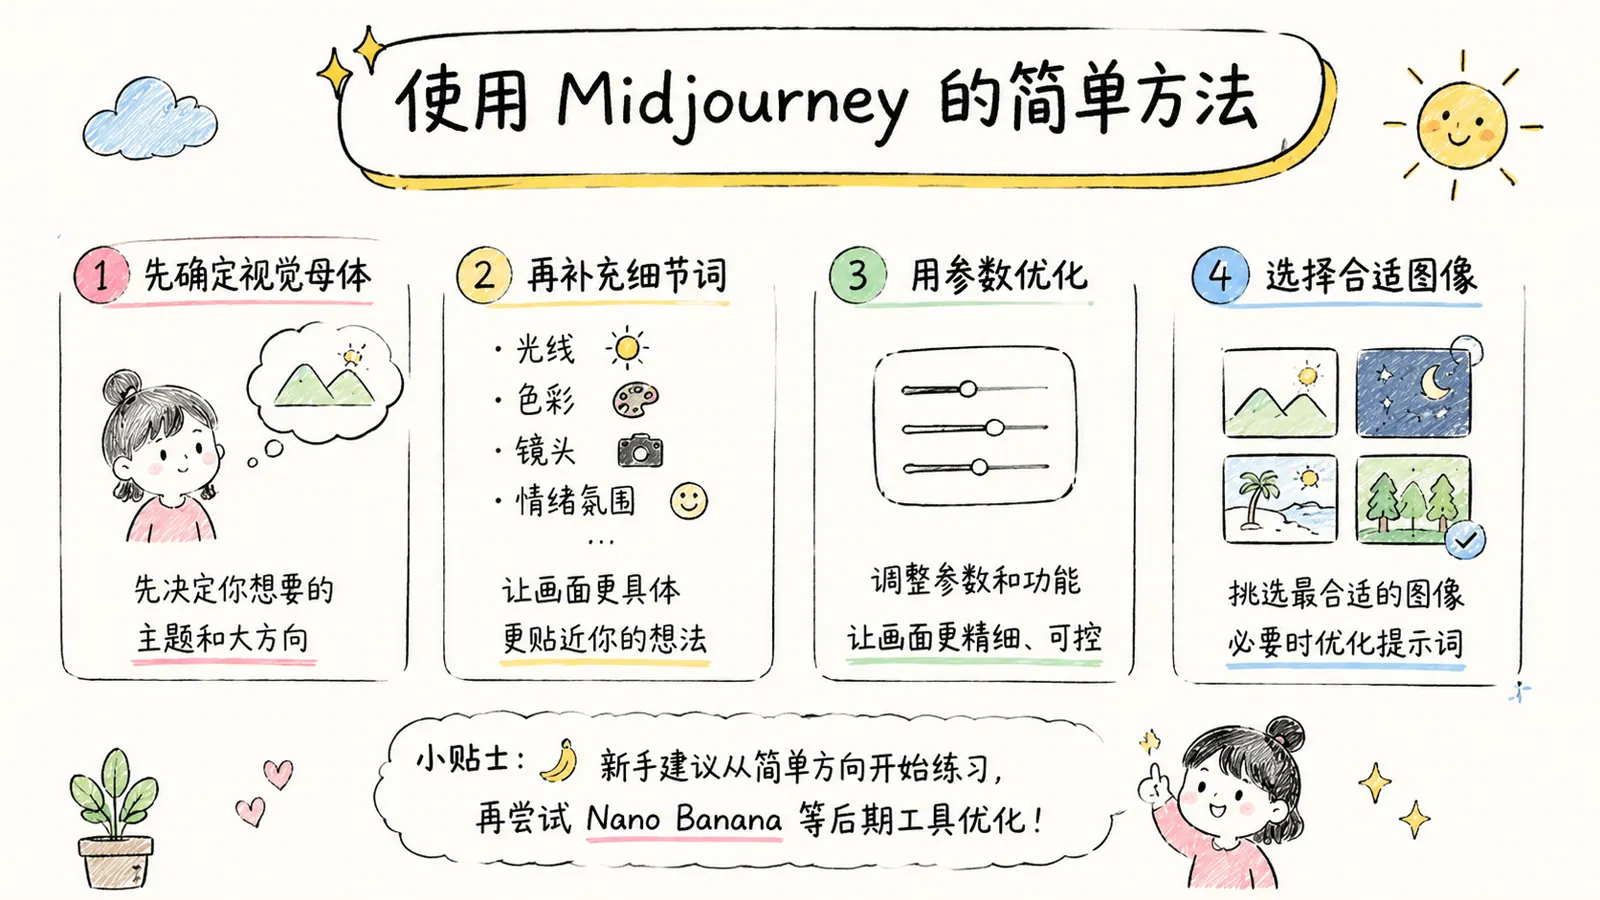 使用 Midjourney 的简单方法
1 先确定视觉母体
先决定你想要的
主题和大方向
2 再补充细节词
· 光线
· 色彩
· 镜头
· 情绪氛围
...
让画面更具体
更贴近你的想法
3 用参数优化
调整参数和功能
让画面更精细、可控
4 选择合适图像
挑选最合适的图像
必要时优化提示词
小贴士：新手建议从简单方向开始练习，
再尝试 Nano Banana 等后期工具优化！